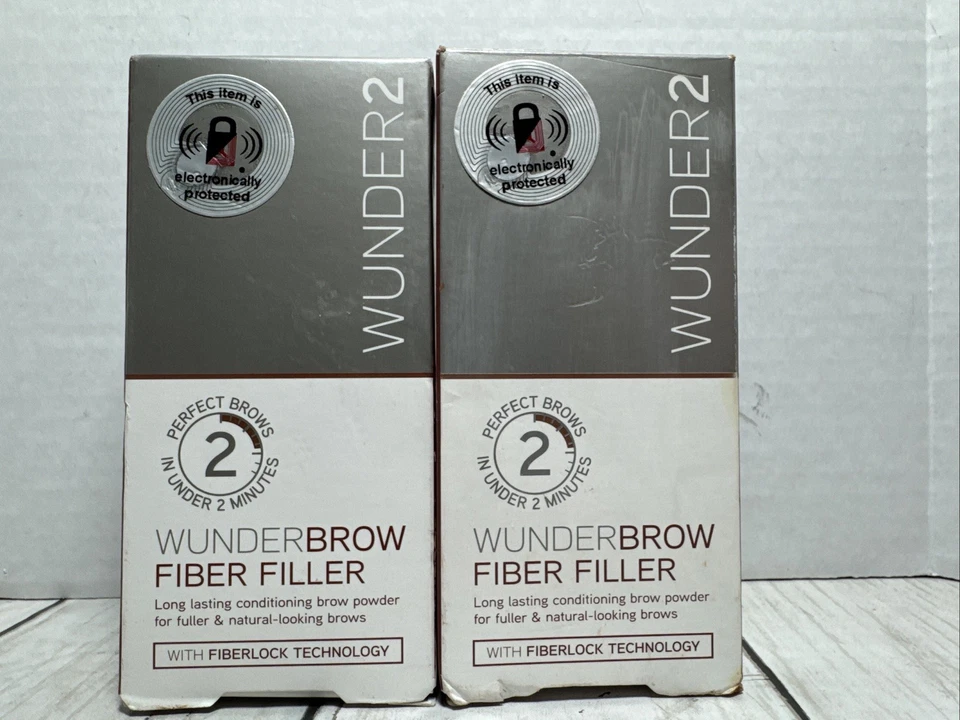 This item is
electronically
protected
WUNDER2
PERFECT BROWS
2
IN UNDER 2 MINUTES
WUNDERBROW
FIBER FILLER
Long lasting conditioning brow powder
for fuller & natural-looking brows
WITH FIBERLOCK TECHNOLOGY
This item is
electronically
protected
WUNDER2
PERFECT BROWS
2
IN UNDER 2 MINUTES
WUNDERBROW
FIBER FILLER
Long lasting conditioning brow powder
for fuller & natural-looking brows
WITH FIBERLOCK TECHNOLOGY